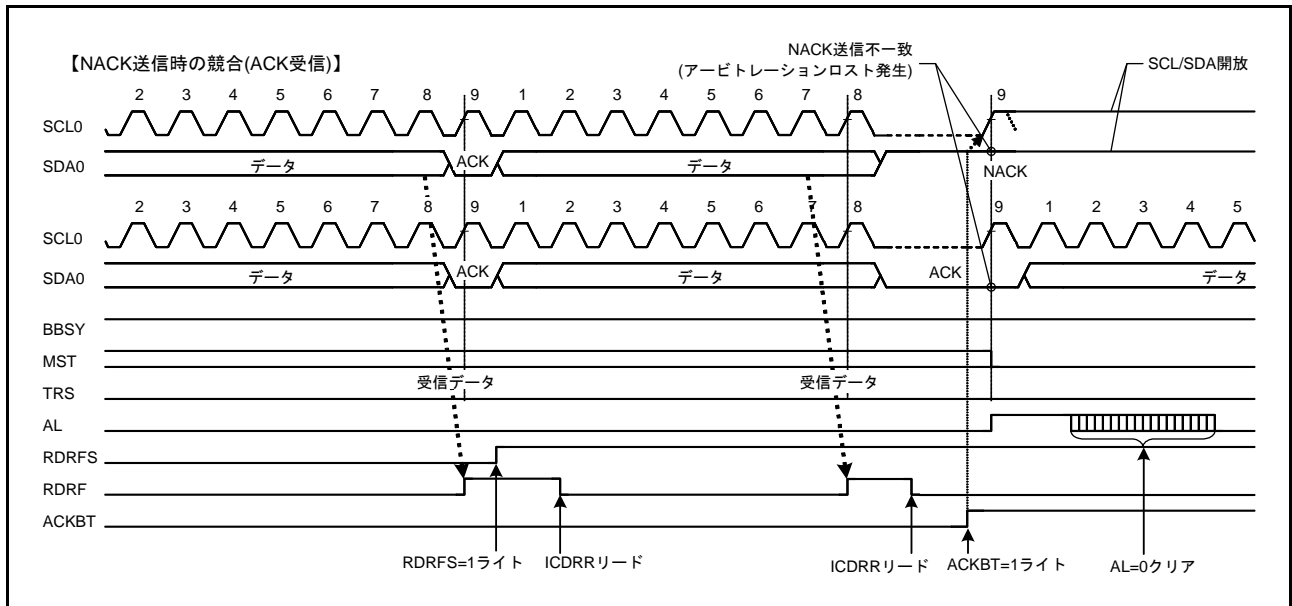 【NACK送信時の競合(ACK受信)】
NACK送信不一致
(アービトレーションロスト発生)
SCL/SDA開放
2 3 4 5 6 7 8 9 1 2 3 4 5 6 7 8 9
SCL0
SDA0 データ ACK データ NACK
2 3 4 5 6 7 8 9 1 2 3 4 5 6 7 8 9 1 2 3 4 5
SCL0
SDA0 データ ACK データ ACK データ
BBSY
MST
受信データ 受信データ
TRS
AL
RDRFS
RDRF
ACKBT
RDRFS=1ライト ICDRRリード ICDRRリード ACKBT=1ライト AL=0クリア